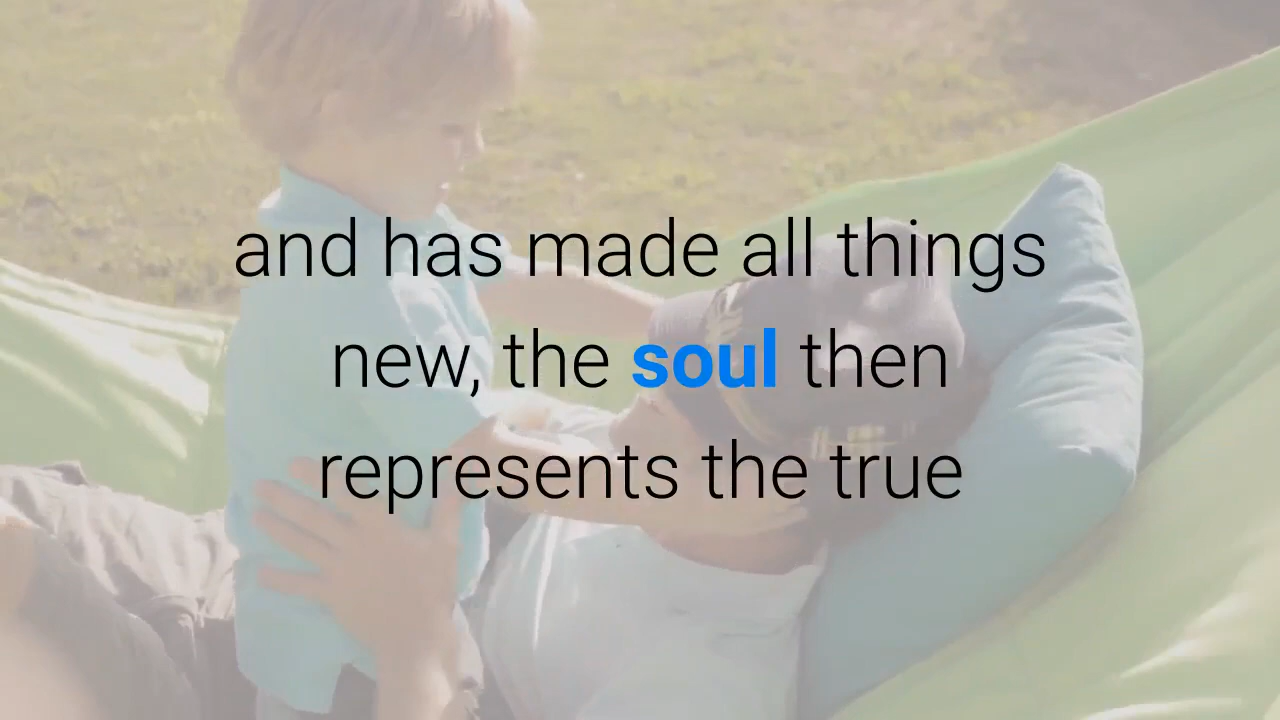 and has made all things
new, the soul then
represents the true